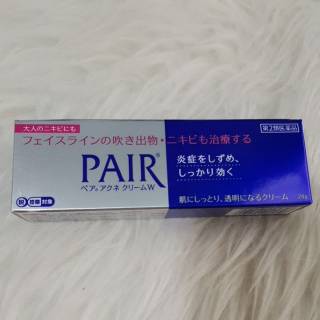 大人のニキビにも
フェイスラインの吹き出物・ニキビも治療する
第2類医薬品
PAIR®
ペア®アクネ クリームW
炎症をしずめ、
しっかり効く
肌にしっとり、透明になるクリーム
24g